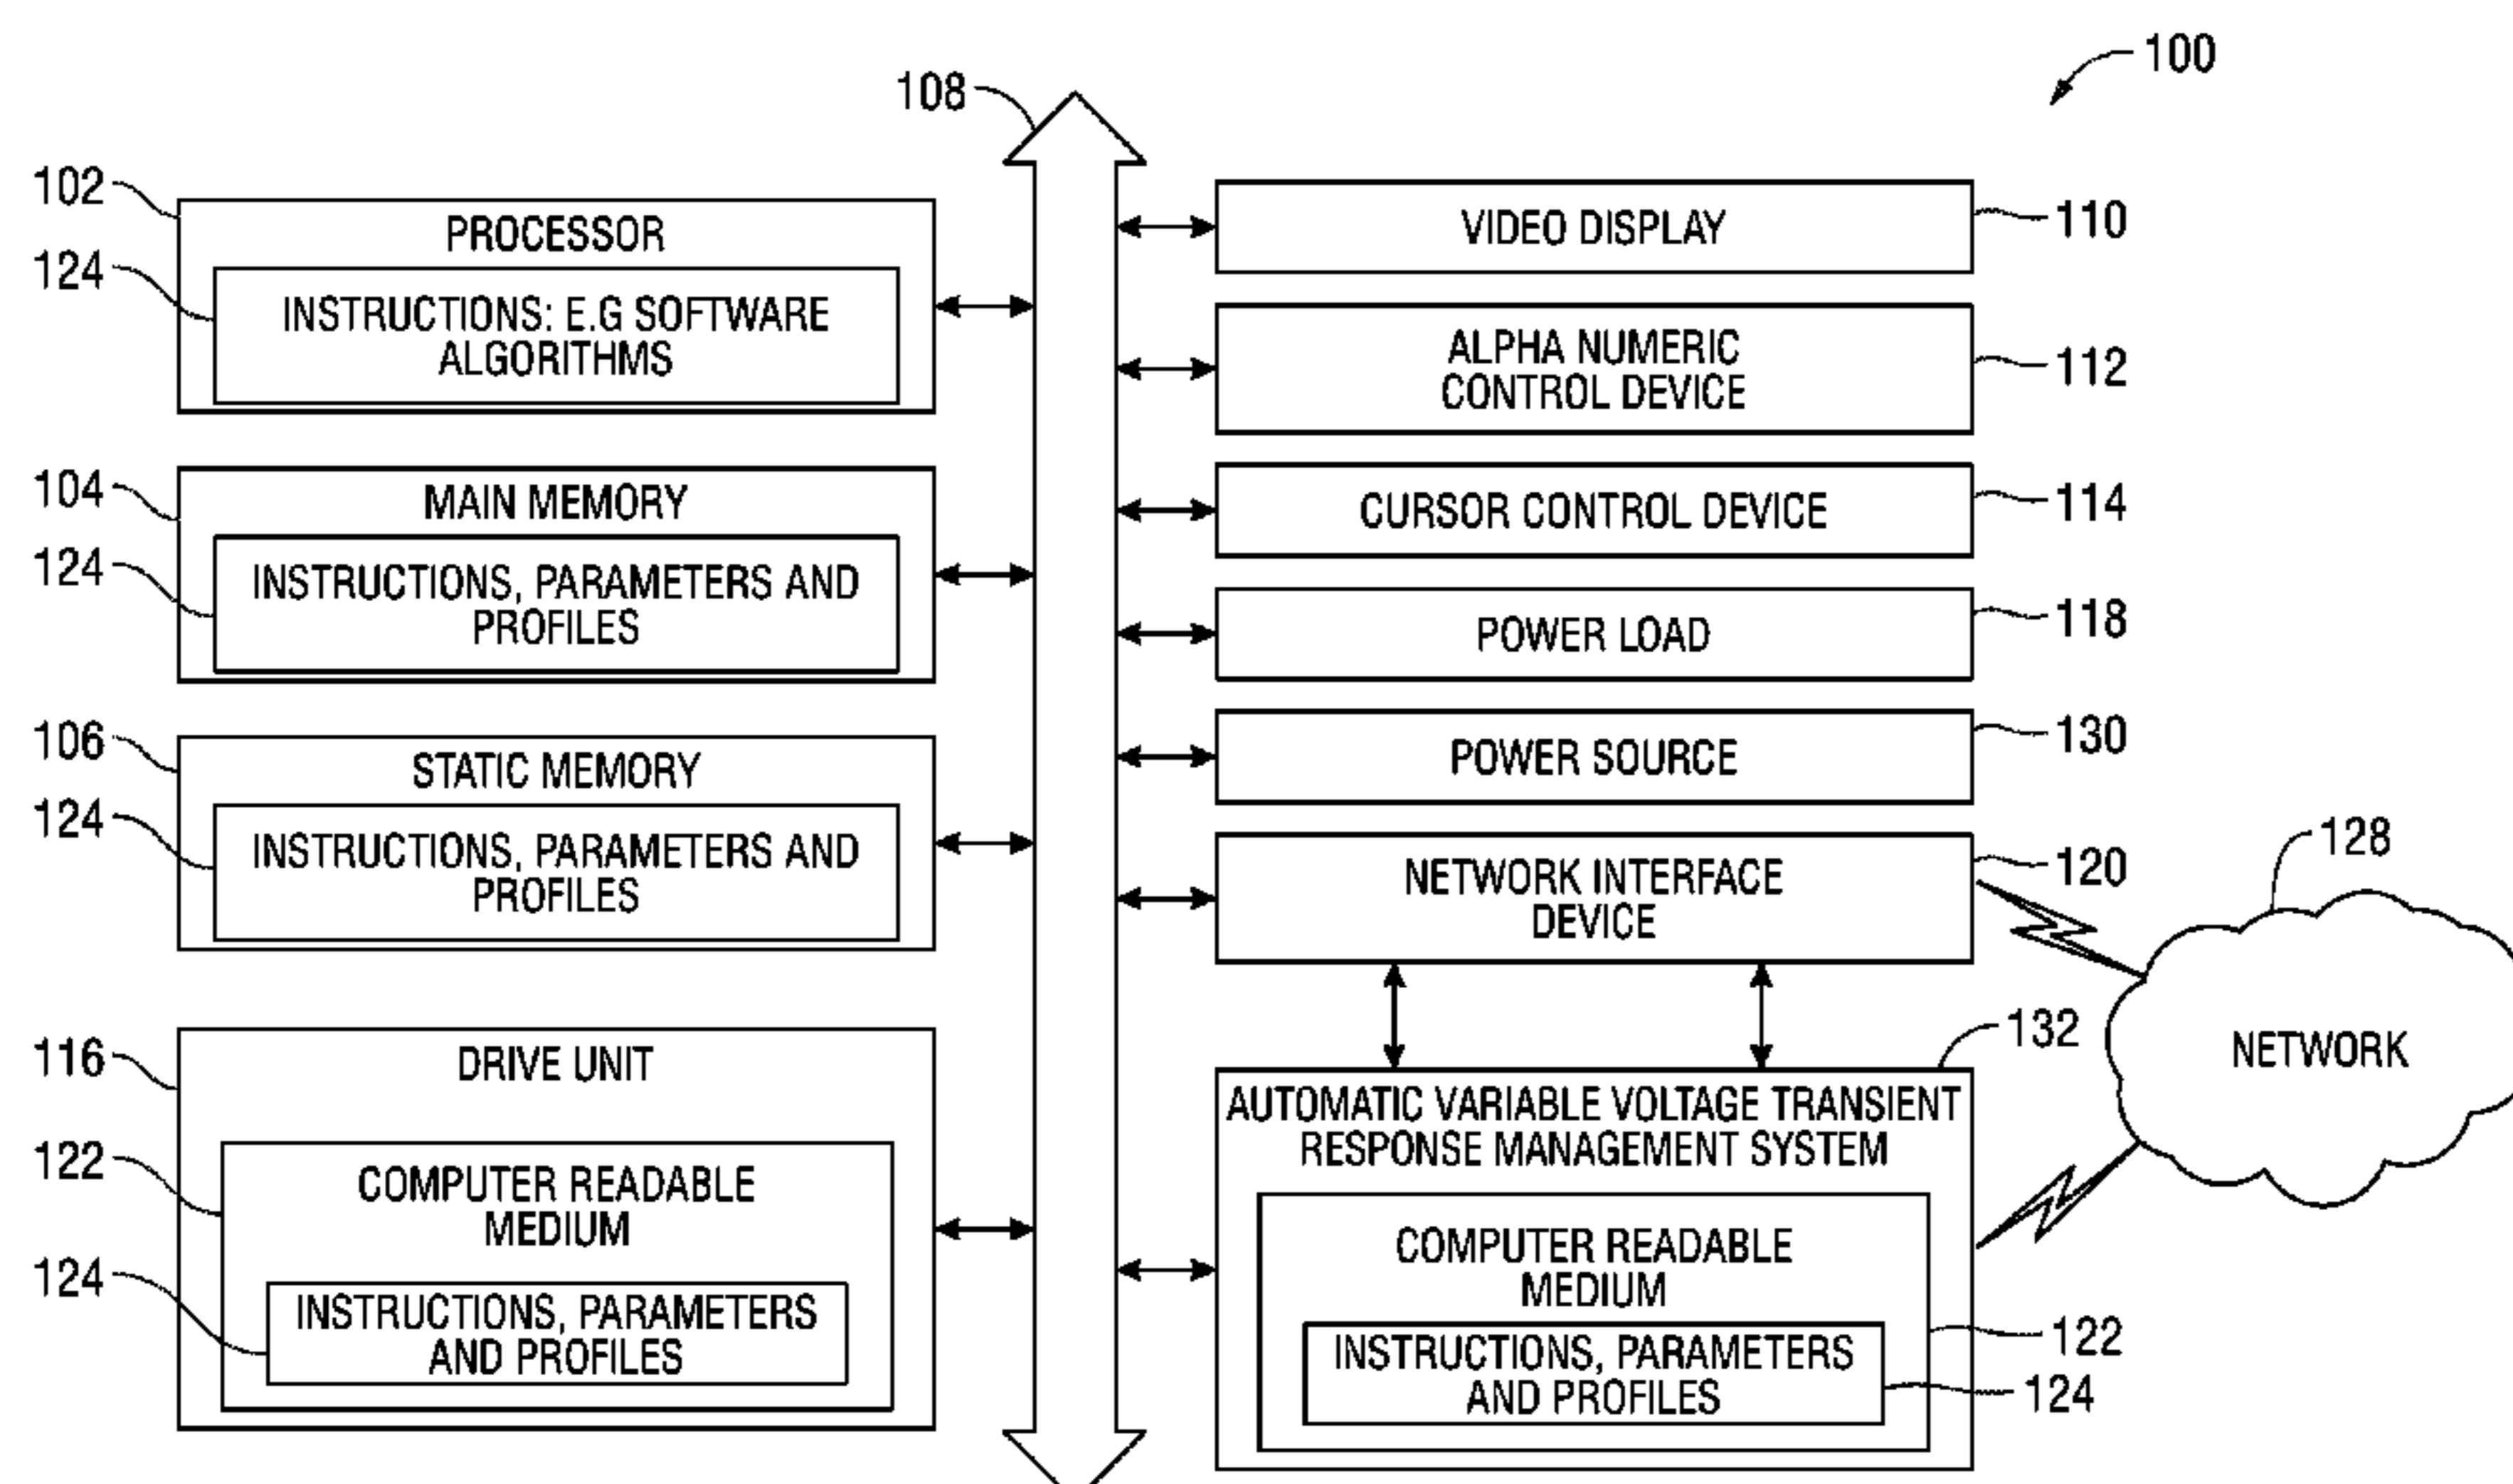 100
108
102
PROCESSOR
124
INSTRUCTIONS: E.G SOFTWARE
ALGORITHMS
104
MAIN MEMORY
124
INSTRUCTIONS, PARAMETERS AND
PROFILES
106
STATIC MEMORY
124
INSTRUCTIONS, PARAMETERS AND
PROFILES
116
DRIVE UNIT
122
COMPUTER READABLE
MEDIUM
124
INSTRUCTIONS, PARAMETERS
AND PROFILES
VIDEO DISPLAY
110
ALPHA NUMERIC
CONTROL DEVICE
112
CURSOR CONTROL DEVICE
114
POWER LOAD
118
POWER SOURCE
130
NETWORK INTERFACE
DEVICE
120
128
NETWORK
132
AUTOMATIC VARIABLE VOLTAGE TRANSIENT
RESPONSE MANAGEMENT SYSTEM
COMPUTER READABLE
MEDIUM
122
INSTRUCTIONS, PARAMETERS
AND PROFILES
124